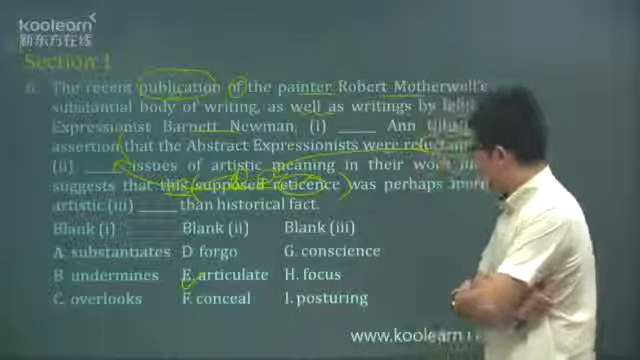 koolearn
新东方在线
Section 1
6. The recent publication of the painter Robert Motherwell's
substantial body of writing, as well as writings by
Expressionist Barnett Newman, (i) _____ Ann
assertion that the Abstract Expressionists were
(ii) _____ issues of artistic meaning in their work
suggests that this supposed reticence was perhaps more
artistic (iii) _____ than historical fact.
Blank (i) Blank (ii) Blank (iii)
A. substantiates D. forgo G. conscience
B. undermines E. articulate H. focus
C. overlooks F. conceal I. posturing
www.koolearn